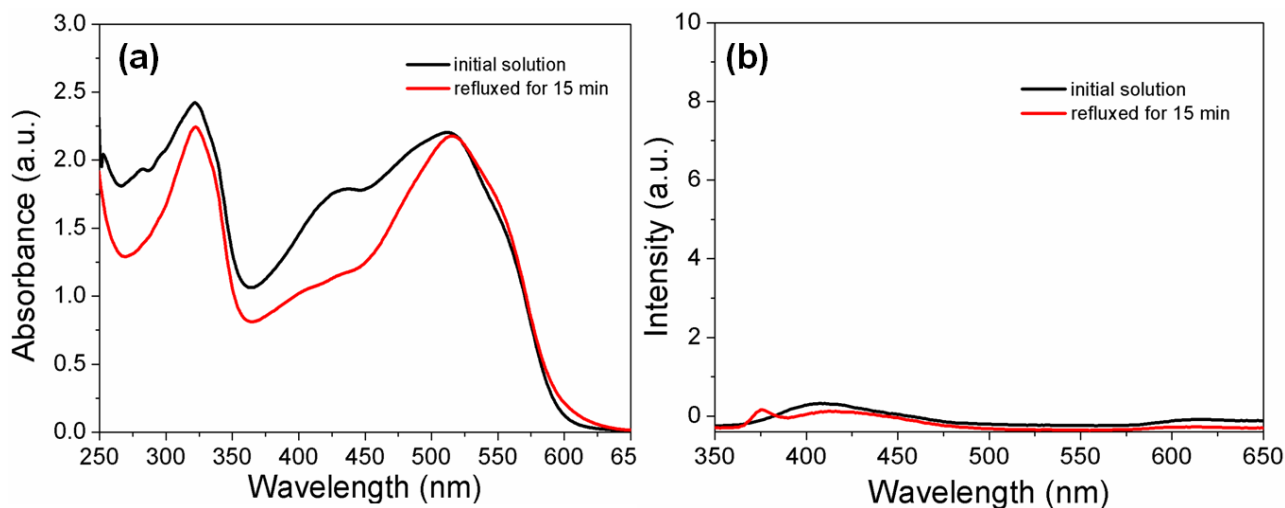 (a)
initial solution
refluxed for 15 min
3.0
2.5
2.0
1.5
1.0
0.5
0.0
Absorbance (a.u.)
250 300 350 400 450 500 550 600 65
Wavelength (nm)
(b)
initial solution
refluxed for 15 min
10
8
6
4
2
0
Intensity (a.u.)
350 400 450 500 550 600 650
Wavelength (nm)